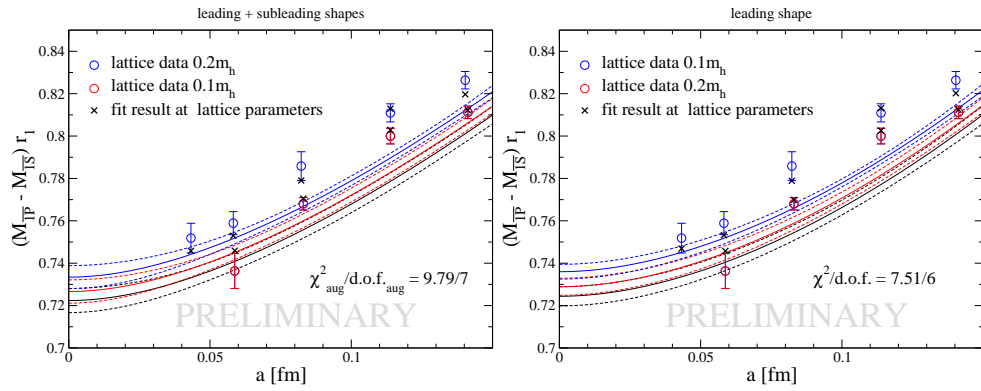 leading + subleading shapes
0.84
0.82
0.8
0.78
0.76
0.74
0.72
0.7
(M_1P - M_1S) r_1
lattice data 0.2m_h
lattice data 0.1m_h
fit result at lattice parameters
χ²_aug/d.o.f._aug = 9.79/7
PRELIMINARY
0
0.05
0.1
a [fm]
leading shape
0.84
0.82
0.8
0.78
0.76
0.74
0.72
0.7
(M_1P - M_1S) r_1
lattice data 0.1m_h
lattice data 0.2m_h
fit result at lattice parameters
χ²/d.o.f. = 7.51/6
PRELIMINARY
0
0.05
0.1
a [fm]